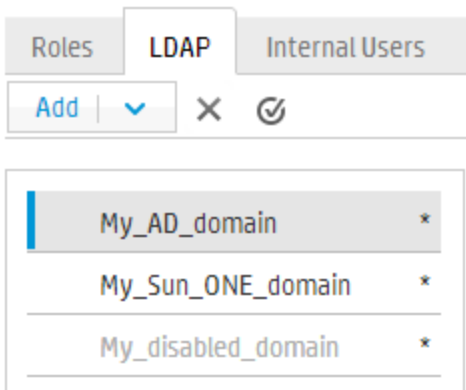 Roles LDAP Internal Users
Add
My_AD_domain *
My_Sun_ONE_domain *
My_disabled_domain *